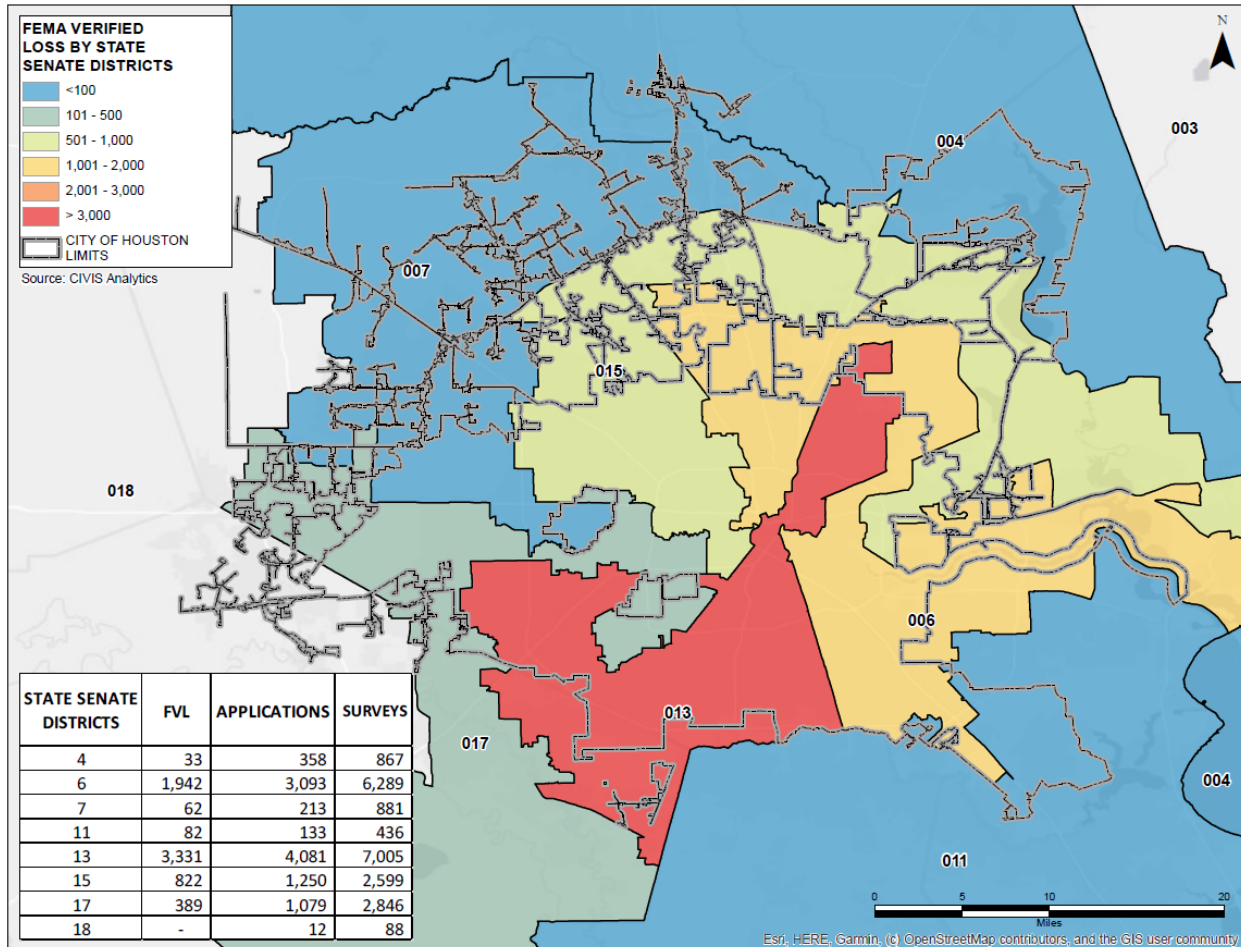 FEMA VERIFIED
LOSS BY STATE
SENATE DISTRICTS
<100
101 - 500
501 - 1,000
1,001 - 2,000
2,001 - 3,000
> 3,000
CITY OF HOUSTON
LIMITS
Source: CIVIS Analytics
N
003
004
007
015
018
006
013
017
004
011
STATE SENATE DISTRICTS FVL APPLICATIONS SURVEYS
4 33 358 867
6 1,942 3,093 6,289
7 62 213 881
11 82 133 436
13 3,331 4,081 7,005
15 822 1,250 2,599
17 389 1,079 2,846
18 - 12 88
0 5 10 20
Miles
Esri, HERE, Garmin, (c) OpenStreetMap contributors, and the GIS user community